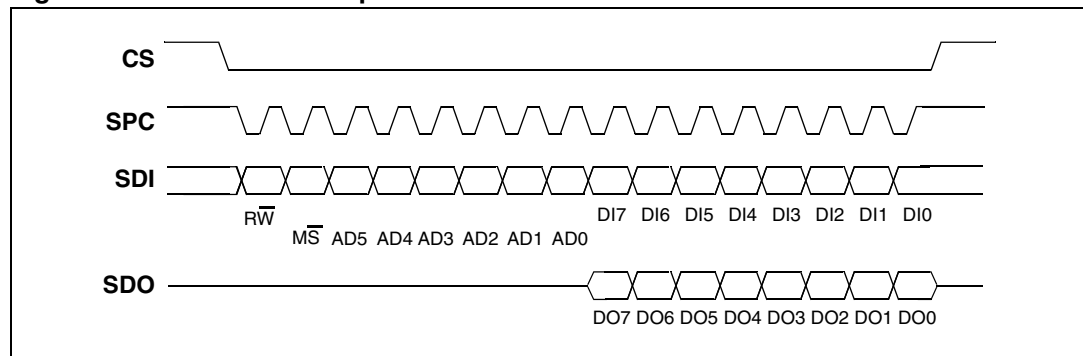 CS
SPC
SDI
RW̅ DI7 DI6 DI5 DI4 DI3 DI2 DI1 DI0
MS̅ AD5 AD4 AD3 AD2 AD1 AD0
SDO
DO7 DO6 DO5 DO4 DO3 DO2 DO1 DO0